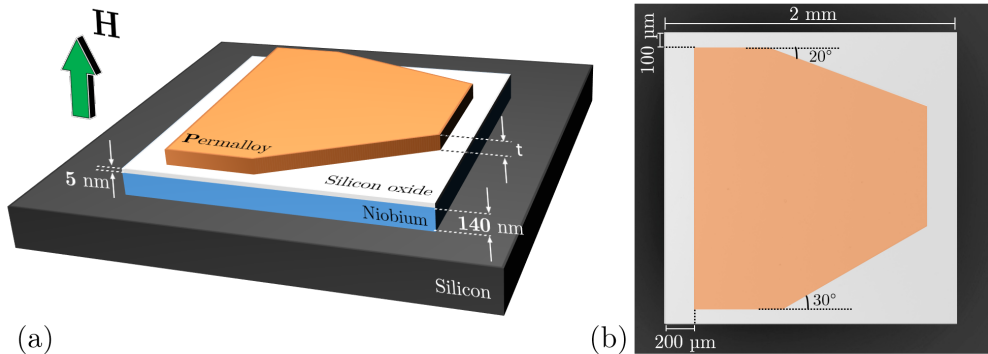 H
Permalloy
t
Silicon oxide
5 nm
Niobium
140 nm
Silicon
(a)
2 mm
100 μm
20°
30°
200 μm
(b)